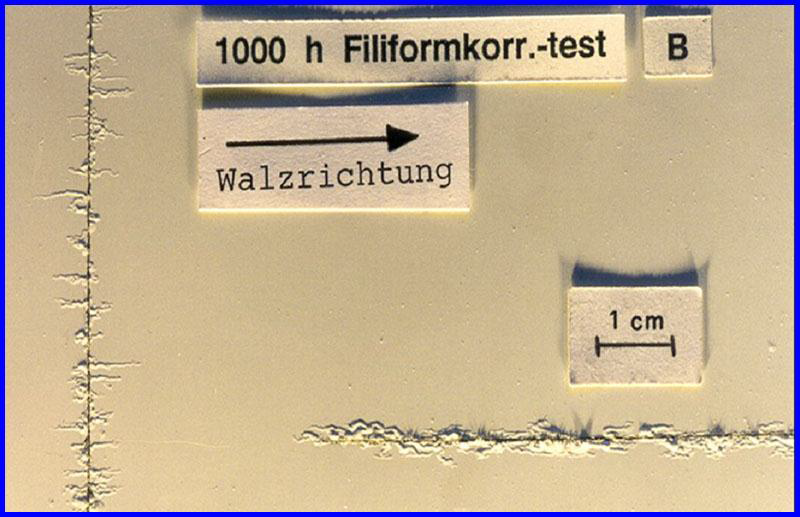 1000 h Filiformkorr.-test B
Walzrichtung
1 cm